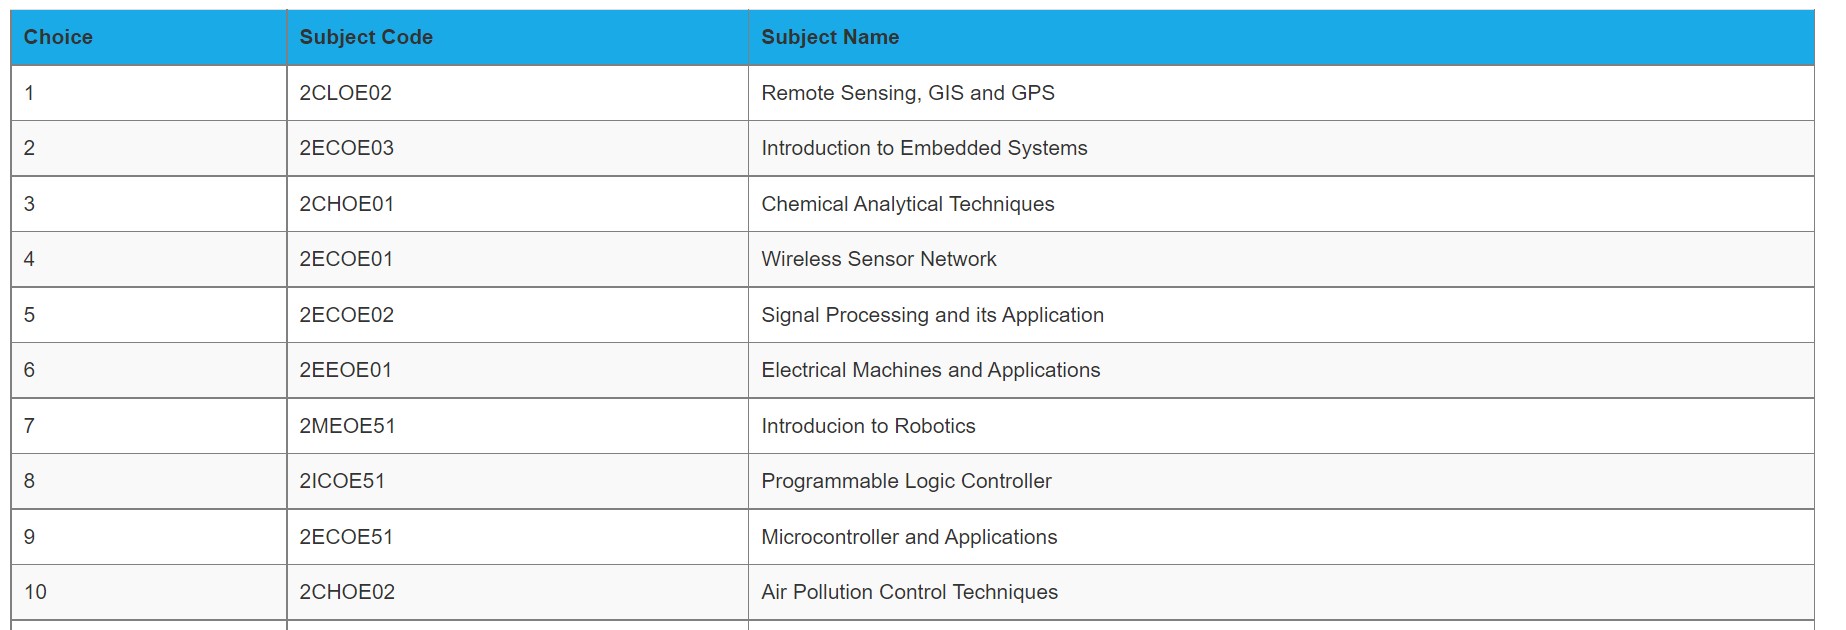 Choice Subject Code Subject Name
1 2CLOE02 Remote Sensing, GIS and GPS
2 2ECOE03 Introduction to Embedded Systems
3 2CHOE01 Chemical Analytical Techniques
4 2ECOE01 Wireless Sensor Network
5 2ECOE02 Signal Processing and its Application
6 2EEOE01 Electrical Machines and Applications
7 2MEOE51 Introducion to Robotics
8 2ICOE51 Programmable Logic Controller
9 2ECOE51 Microcontroller and Applications
10 2CHOE02 Air Pollution Control Techniques